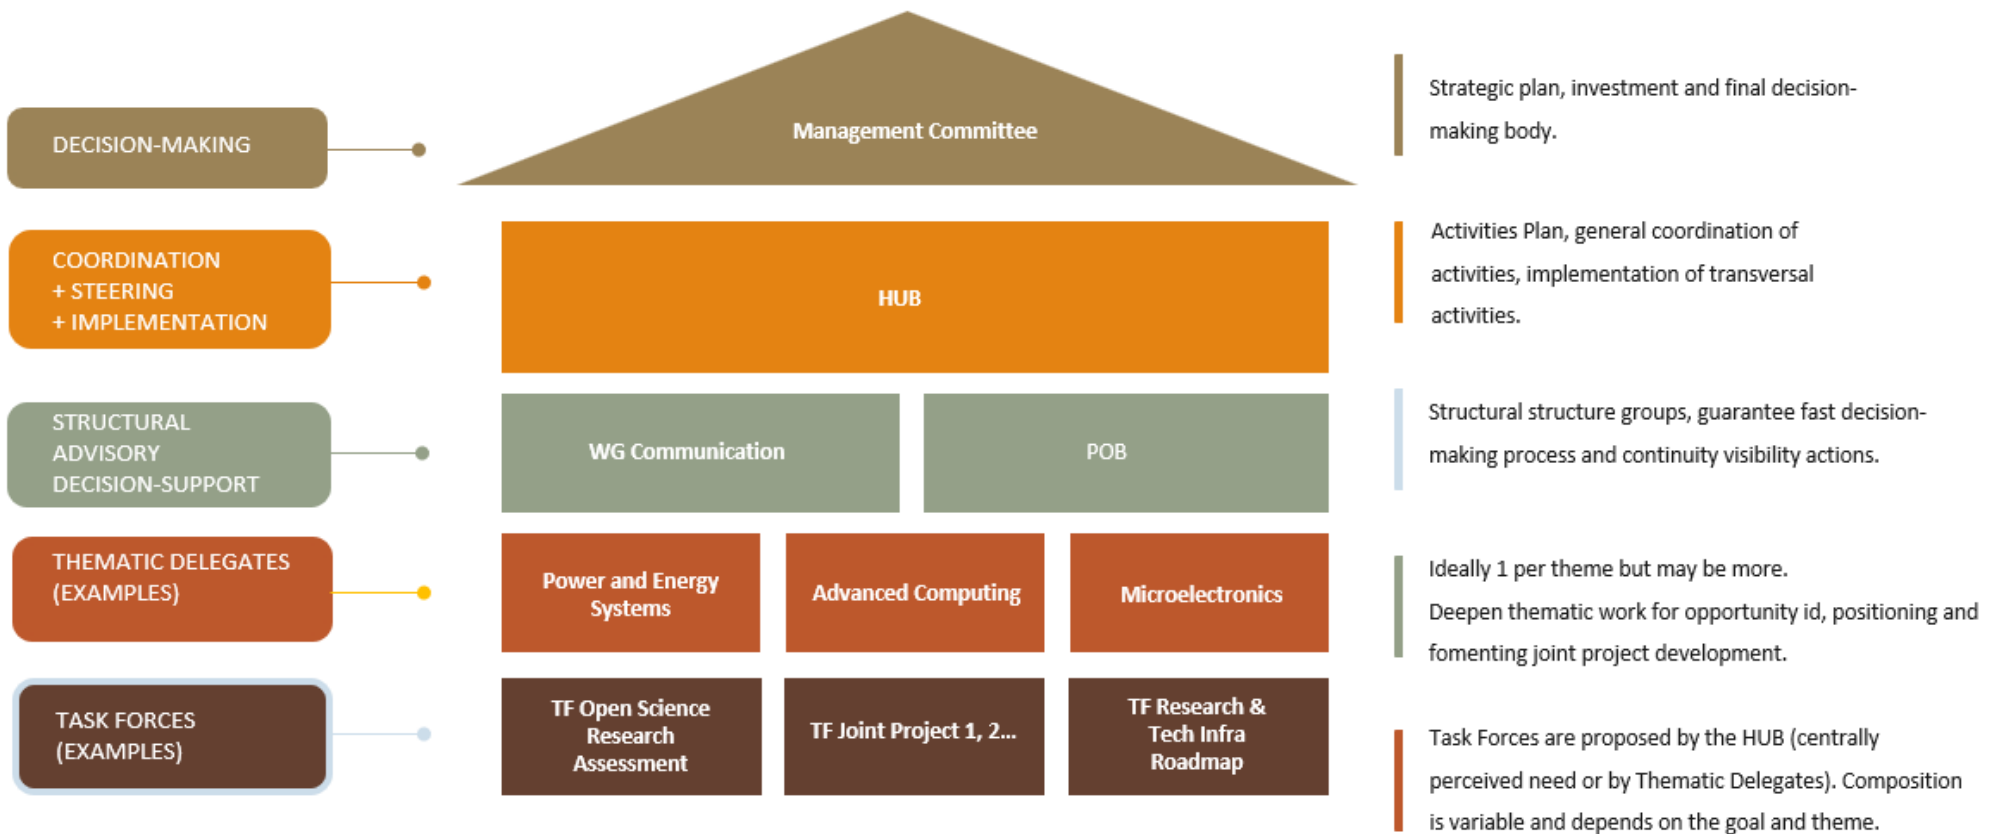 DECISION-MAKING
Management Committee
Strategic plan, investment and final decision-
making body.
COORDINATION
+ STEERING
+ IMPLEMENTATION
HUB
Activities Plan, general coordination of
activities, implementation of transversal
activities.
STRUCTURAL
ADVISORY
DECISION-SUPPORT
WG Communication
POB
Structural structure groups, guarantee fast decision-
making process and continuity visibility actions.
THEMATIC DELEGATES
(EXAMPLES)
Power and Energy
Systems
Advanced Computing
Microelectronics
Ideally 1 per theme but may be more.
Deepen thematic work for opportunity id, positioning and
fomenting joint project development.
TASK FORCES
(EXAMPLES)
TF Open Science
Research
Assessment
TF Joint Project 1, 2...
TF Research &
Tech Infra
Roadmap
Task Forces are proposed by the HUB (centrally
perceived need or by Thematic Delegates). Composition
is variable and depends on the goal and theme.